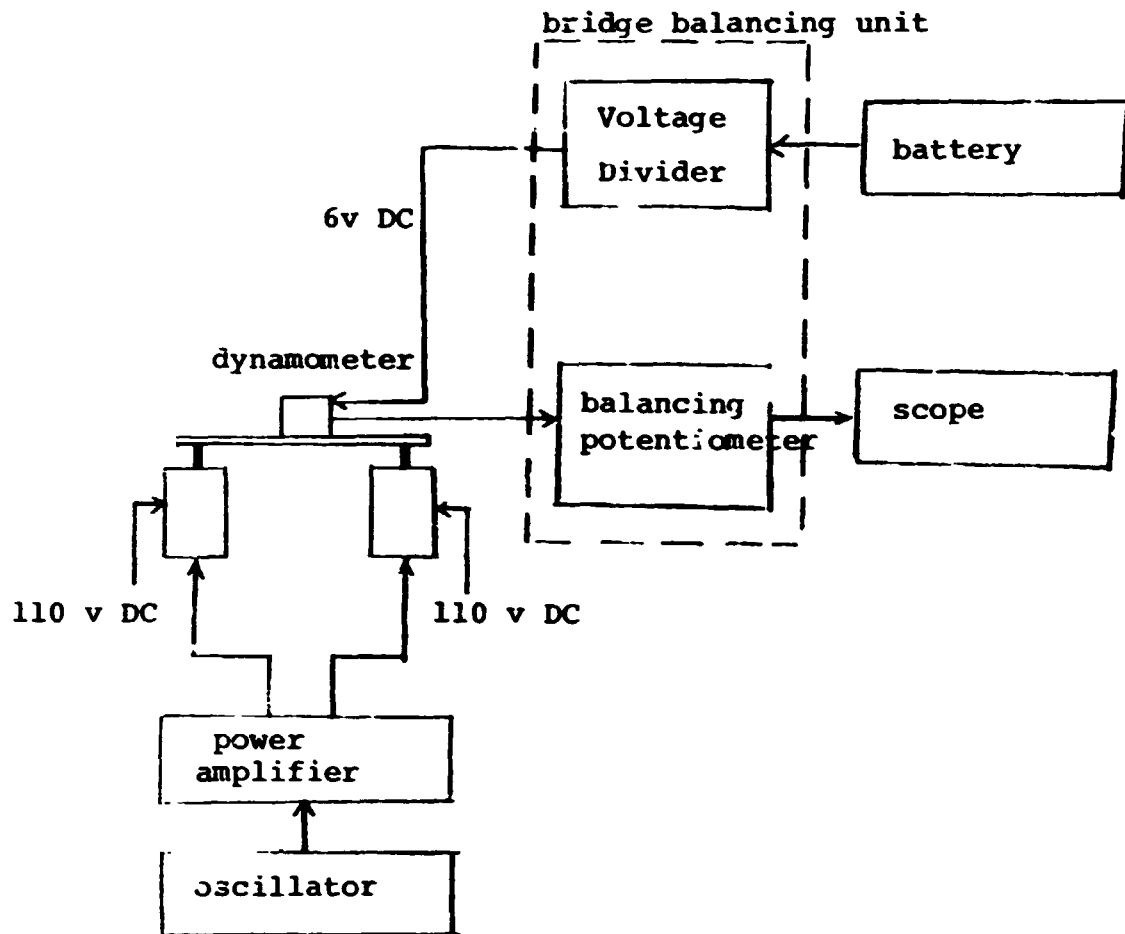 bridge balancing unit
Voltage
Divider
battery
6v DC
dynamometer
balancing
potentiometer
scope
110 v DC
110 v DC
power
amplifier
oscillator